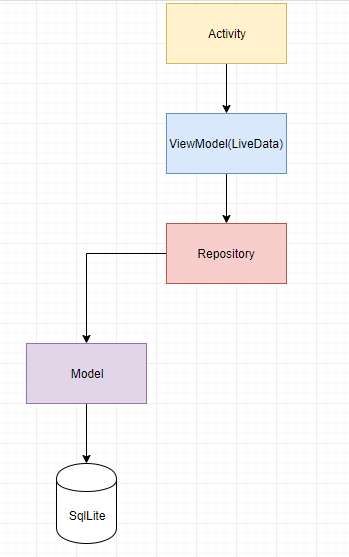 Activity
ViewModel(LiveData)
Repository
Model
SqlLite